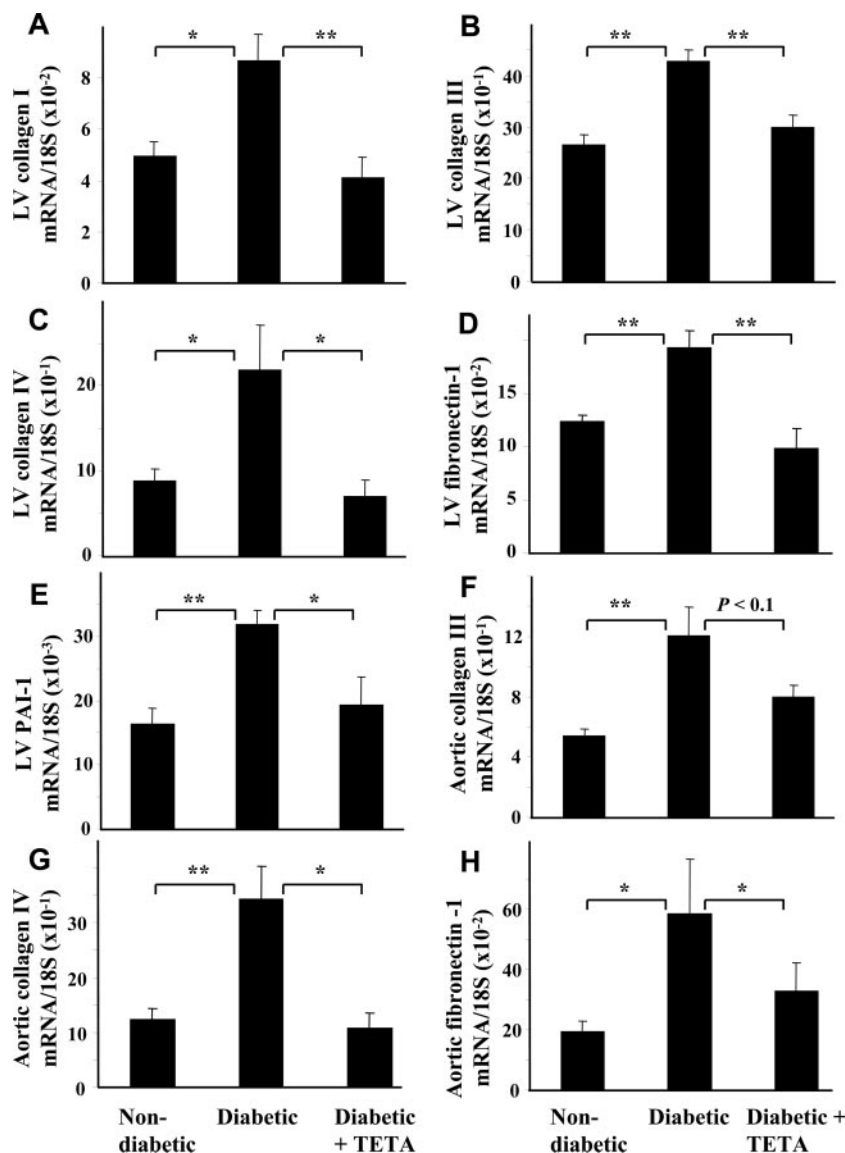 A
LV collagen I
mRNA/18S (x10⁻²)
8
6
4
2
0
*
**
B
LV collagen III
mRNA/18S (x10⁻¹)
40
30
20
10
0
**
**
C
LV collagen IV
mRNA/18S (x10⁻¹)
20
10
0
*
*
D
LV fibronectin-1
mRNA/18S (x10⁻²)
15
10
5
0
**
**
E
LV PAI-1
mRNA/18S (x10⁻³)
30
20
10
0
**
*
F
Aortic collagen III
mRNA/18S (x10⁻¹)
12
8
4
0
**
P < 0.1
G
Aortic collagen IV
mRNA/18S (x10⁻¹)
30
20
10
0
**
*
Non-
diabetic
Diabetic
Diabetic
+ TETA
H
Aortic fibronectin -1
mRNA/18S (x10⁻²)
60
40
20
0
*
*
Non-
diabetic
Diabetic
Diabetic +
TETA